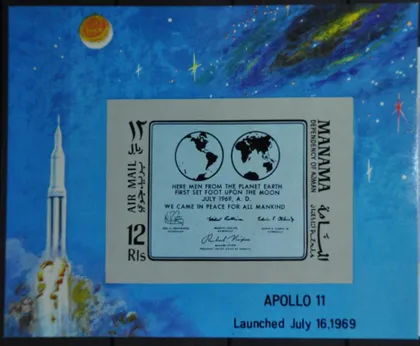 ١٢
ريال
AIR MAIL
12
Rls
HERE MEN FROM THE PLANET EARTH
FIRST SET FOOT UPON THE MOON
JULY 1969, A. D.
WE CAME IN PEACE FOR ALL MANKIND
MANAMA
DEPENDENCY OF AJMAN
APOLLO 11
Launched July 16,1969